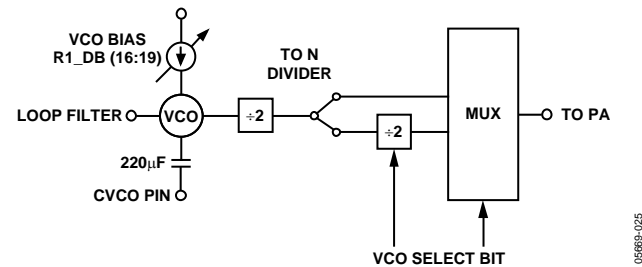 VCO BIAS
R1_DB (16:19)
TO N
DIVIDER
LOOP FILTER
VCO
÷2
÷2
MUX
TO PA
220μF
CVCO PIN
VCO SELECT BIT
05669-025